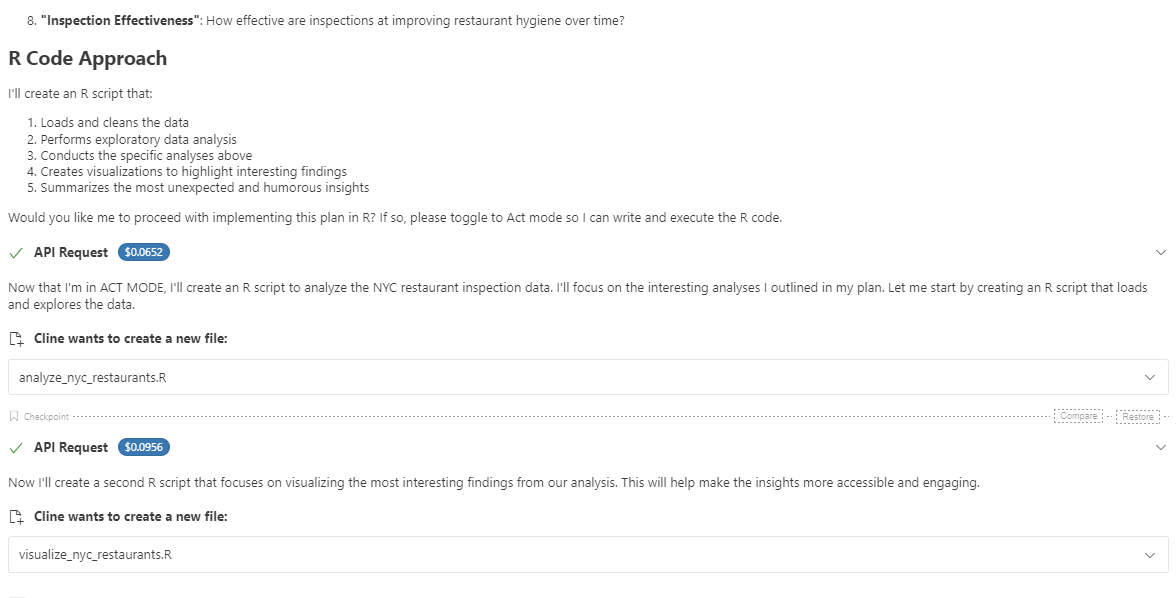 8. "Inspection Effectiveness": How effective are inspections at improving restaurant hygiene over time?
R Code Approach
I'll create an R script that:
1. Loads and cleans the data
2. Performs exploratory data analysis
3. Conducts the specific analyses above
4. Creates visualizations to highlight interesting findings
5. Summarizes the most unexpected and humorous insights
Would you like me to proceed with implementing this plan in R? If so, please toggle to Act mode so I can write and execute the R code.
API Request $0.0652
Now that I'm in ACT MODE, I'll create an R script to analyze the NYC restaurant inspection data. I'll focus on the interesting analyses I outlined in my plan. Let me start by creating an R script that loads
and explores the data.
Cline wants to create a new file:
analyze_nyc_restaurants.R
Checkpoint Compare Restore
API Request $0.0956
Now I'll create a second R script that focuses on visualizing the most interesting findings from our analysis. This will help make the insights more accessible and engaging.
Cline wants to create a new file:
visualize_nyc_restaurants.R